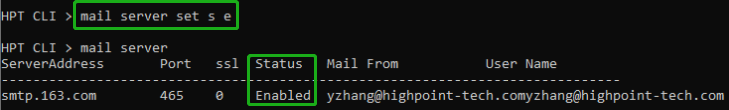 HPT CLI > mail server set s e
HPT CLI > mail server
ServerAddress Port ssl Status Mail From User Name
--------------------------------------------------------------------------------
smtp.163.com 465 0 Enabled yzhang@highpoint-tech.comyzhang@highpoint-tech.com